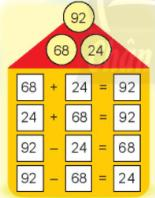 92
68 24
68 + 24 = 92
24 + 68 = 92
92 - 24 = 68
92 - 68 = 24